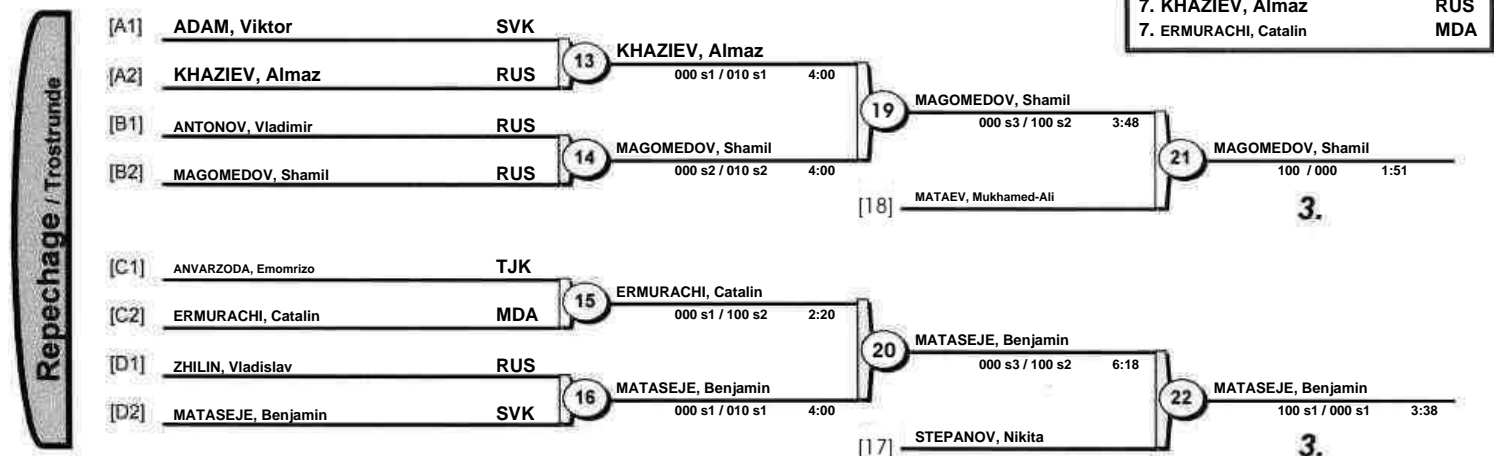 7. KHAZIEV, Almaz RUS
7. ERMURACHI, Catalin MDA
Repechage / Trostrunde
[A1] ADAM, Viktor SVK
[A2] KHAZIEV, Almaz RUS
13
KHAZIEV, Almaz
000 s1 / 010 s1 4:00
[B1] ANTONOV, Vladimir RUS
[B2] MAGOMEDOV, Shamil RUS
14
MAGOMEDOV, Shamil
000 s2 / 010 s2 4:00
19
MAGOMEDOV, Shamil
000 s3 / 100 s2 3:48
[18] MATAEV, Mukhamed-Ali
21
MAGOMEDOV, Shamil
100 / 000 1:51
3.
[C1] ANVARZODA, Emomrizo TJK
[C2] ERMURACHI, Catalin MDA
15
ERMURACHI, Catalin
000 s1 / 100 s2 2:20
[D1] ZHILIN, Vladislav RUS
[D2] MATASEJE, Benjamin SVK
16
MATASEJE, Benjamin
000 s1 / 010 s1 4:00
20
MATASEJE, Benjamin
000 s3 / 100 s2 6:18
[17] STEPANOV, Nikita
22
MATASEJE, Benjamin
100 s1 / 000 s1 3:38
3.